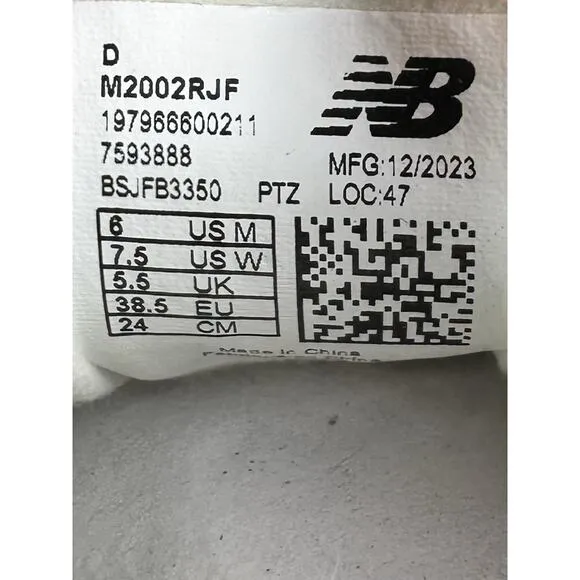 D
M2002RJF
197966600211
7593888
BSJFB3350 PTZ
NB
MFG:12/2023
LOC:47
6 US M
7.5 US W
5.5 UK
38.5 EU
24 CM
Made in China